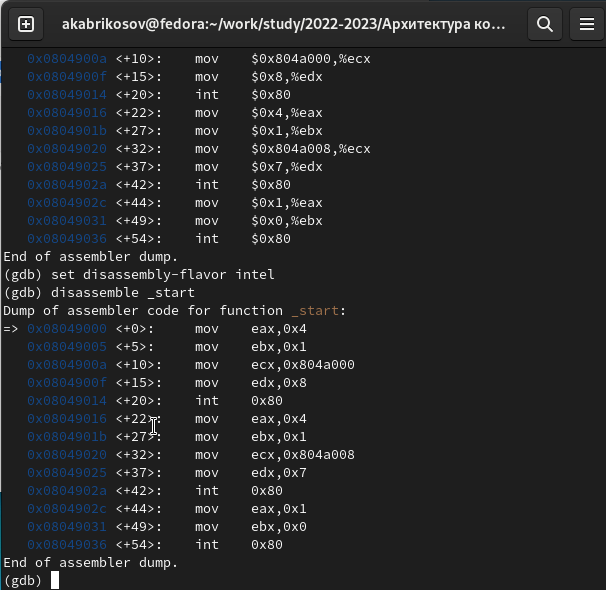 akabrikosov@fedora:~/work/study/2022-2023/Архитектура ко...
0x0804900a <+10>: mov $0x804a000,%ecx
0x0804900f <+15>: mov $0x8,%edx
0x08049014 <+20>: int $0x80
0x08049016 <+22>: mov $0x4,%eax
0x0804901b <+27>: mov $0x1,%ebx
0x08049020 <+32>: mov $0x804a008,%ecx
0x08049025 <+37>: mov $0x7,%edx
0x0804902a <+42>: int $0x80
0x0804902c <+44>: mov $0x1,%eax
0x08049031 <+49>: mov $0x0,%ebx
0x08049036 <+54>: int $0x80
End of assembler dump.
(gdb) set disassembly-flavor intel
(gdb) disassemble _start
Dump of assembler code for function _start:
=> 0x08049000 <+0>: mov eax,0x4
0x08049005 <+5>: mov ebx,0x1
0x0804900a <+10>: mov ecx,0x804a000
0x0804900f <+15>: mov edx,0x8
0x08049014 <+20>: int 0x80
0x08049016 <+22>: mov eax,0x4
0x0804901b <+27>: mov ebx,0x1
0x08049020 <+32>: mov ecx,0x804a008
0x08049025 <+37>: mov edx,0x7
0x0804902a <+42>: int 0x80
0x0804902c <+44>: mov eax,0x1
0x08049031 <+49>: mov ebx,0x0
0x08049036 <+54>: int 0x80
End of assembler dump.
(gdb)